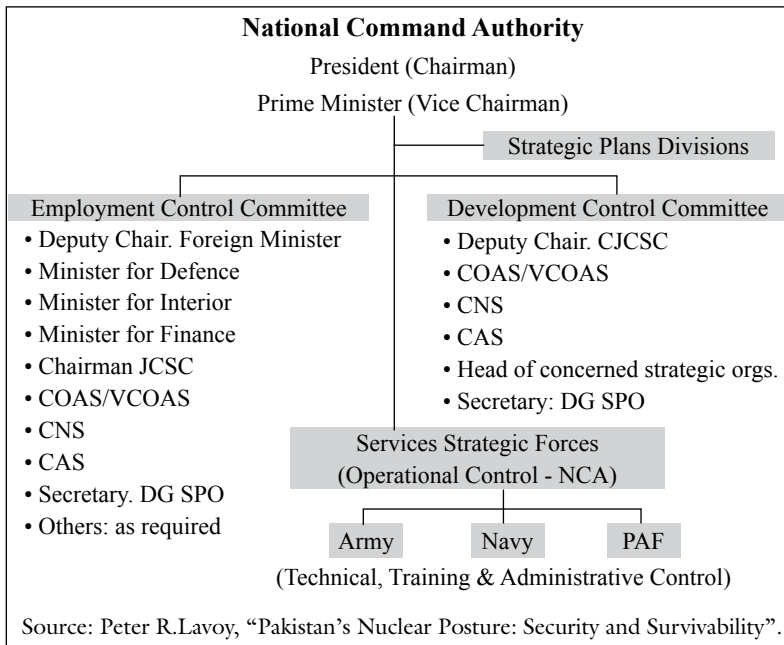 National Command Authority
President (Chairman)
Prime Minister (Vice Chairman)
Strategic Plans Divisions
Employment Control Committee
• Deputy Chair. Foreign Minister
• Minister for Defence
• Minister for Interior
• Minister for Finance
• Chairman JCSC
• COAS/VCOAS
• CNS
• CAS
• Secretary. DG SPO
• Others: as required
Development Control Committee
• Deputy Chair. CJCSC
• COAS/VCOAS
• CNS
• CAS
• Head of concerned strategic orgs.
• Secretary: DG SPO
Services Strategic Forces
(Operational Control - NCA)
Army Navy PAF
(Technical, Training & Administrative Control)
Source: Peter R.Lavoy, “Pakistan’s Nuclear Posture: Security and Survivability”.